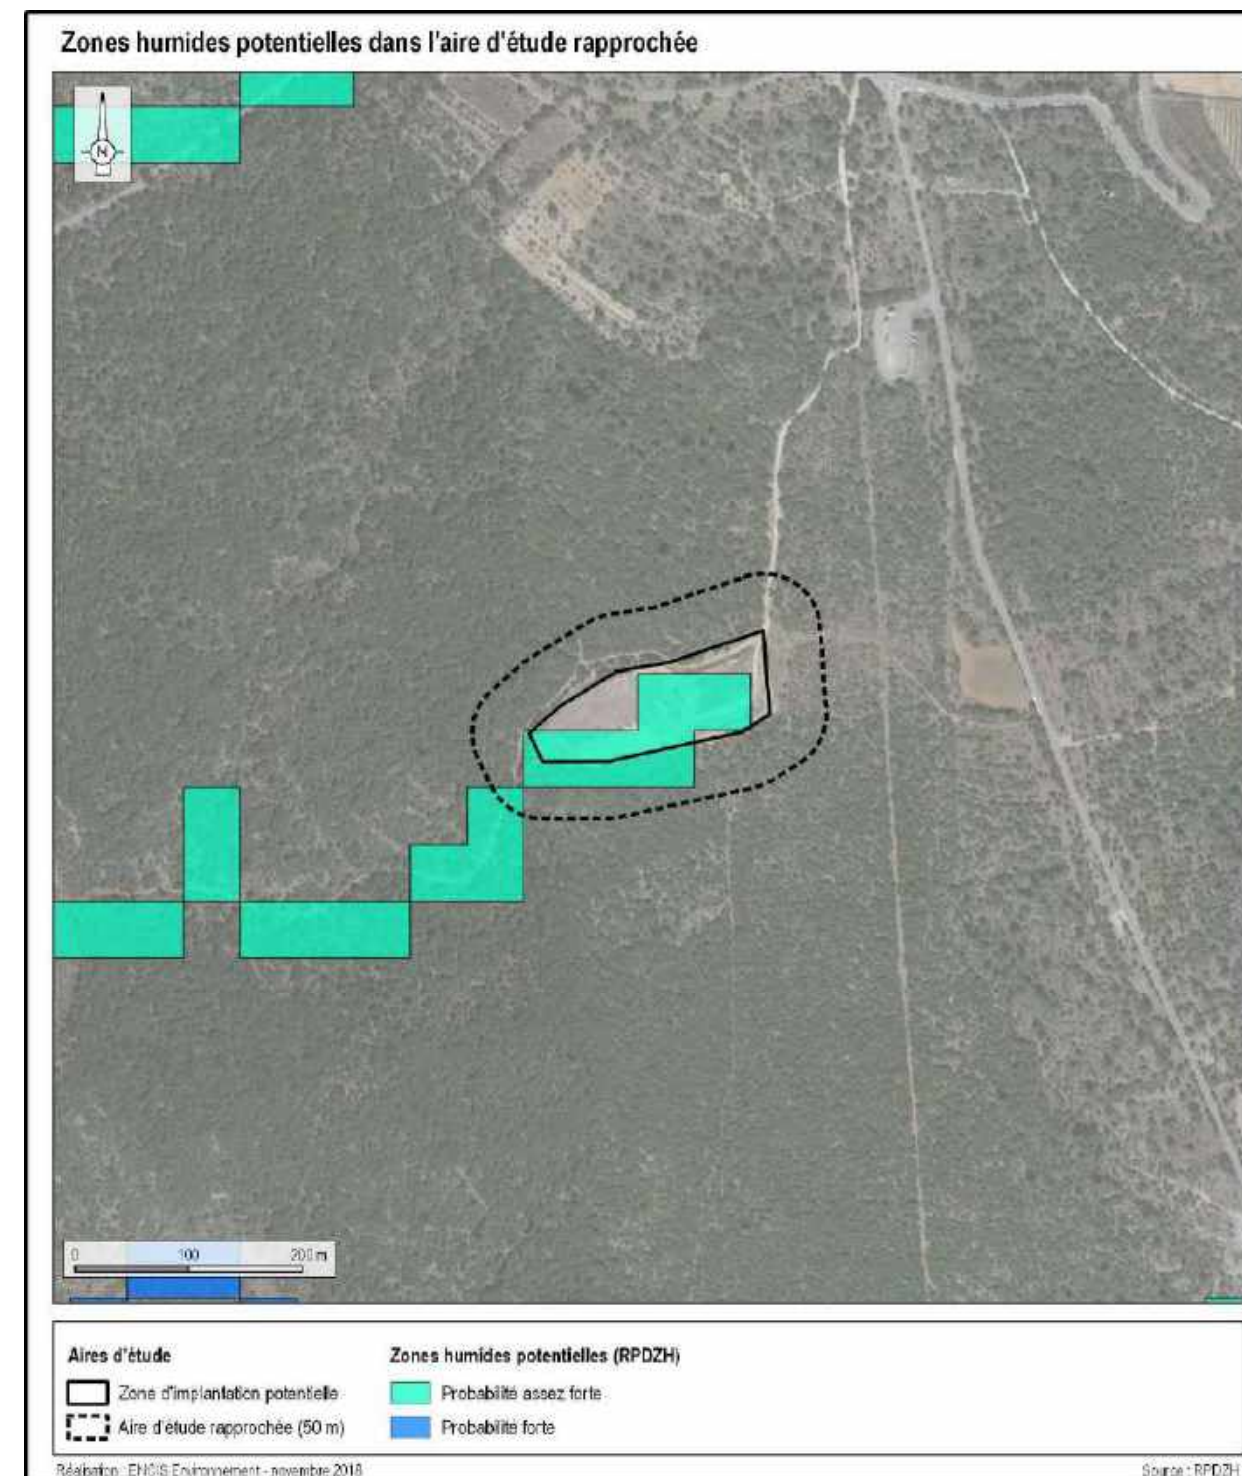 Zones humides potentielles dans l'aire d'étude rapprochée
N
0 100 200 m
Aires d'étude
Zone d'implantation potentielle
Aire d'étude rapprochée (50 m)
Zones humides potentielles (RPDZH)
Probabilité assez forte
Probabilité forte
Réalisation : ENCIS Environnement - novembre 2018
Source : RPDZH